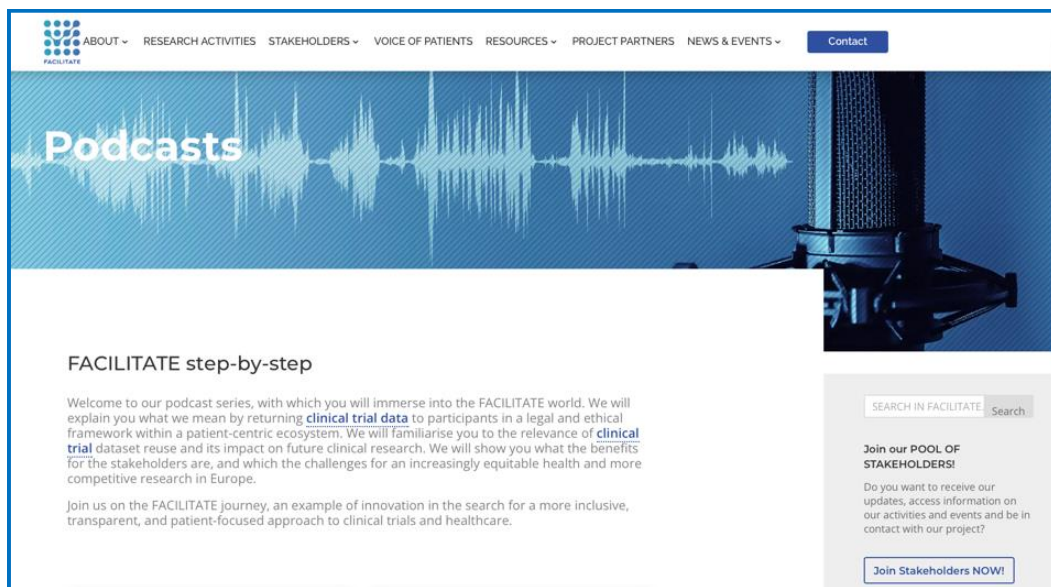 ABOUT RESEARCH ACTIVITIES STAKEHOLDERS VOICE OF PATIENTS RESOURCES PROJECT PARTNERS NEWS & EVENTS Contact
FACILITATE
Podcasts
FACILITATE step-by-step
Welcome to our podcast series, with which you will immerse into the FACILITATE world. We will
explain you what we mean by returning clinical trial data to participants in a legal and ethical
framework within a patient-centric ecosystem. We will familiarise you to the relevance of clinical
trial dataset reuse and its impact on future clinical research. We will show you what the benefits
for the stakeholders are, and which the challenges for an increasingly equitable health and more
competitive research in Europe.
Join us on the FACILITATE journey, an example of innovation in the search for a more inclusive,
transparent, and patient-focused approach to clinical trials and healthcare.
SEARCH IN FACILITATE Search
Join our POOL OF
STAKEHOLDERS!
Do you want to receive our
updates, access information on
our activities and events and be in
contact with our project?
Join Stakeholders NOW!